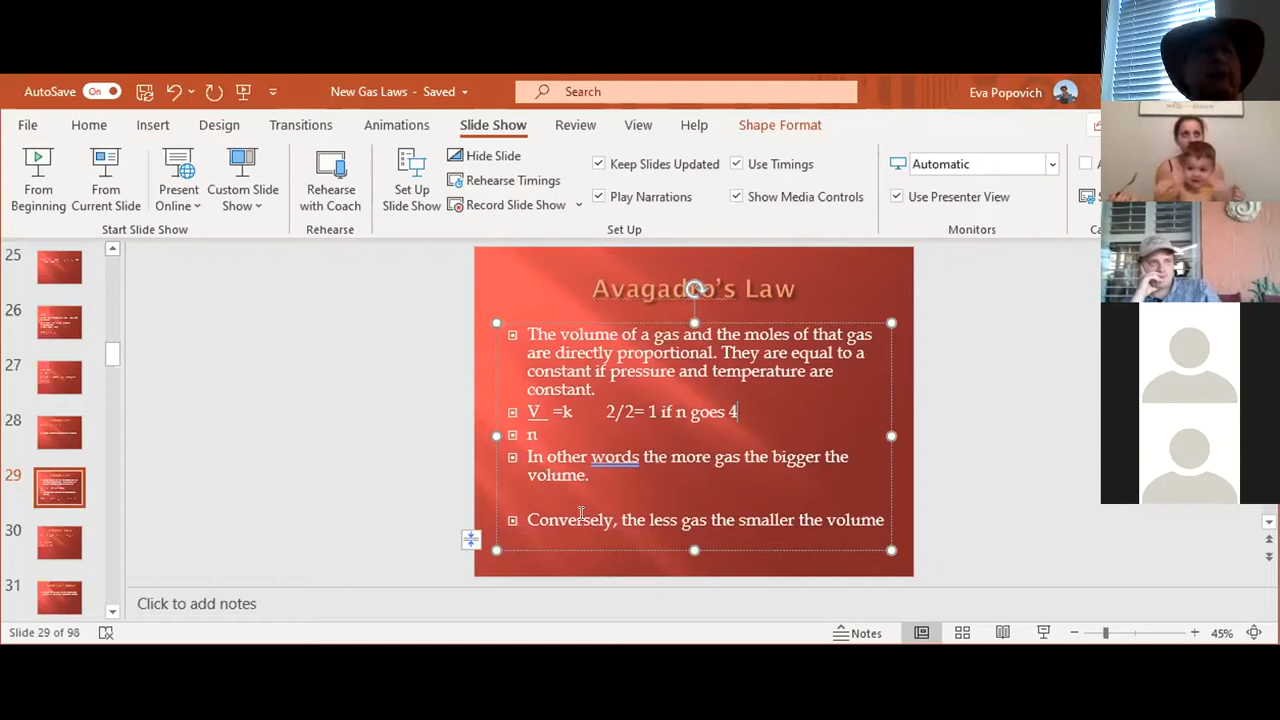 AutoSave On New Gas Laws - Saved Search Eva Popovich
File Home Insert Design Transitions Animations Slide Show Review View Help Shape Format
From Beginning
From Current Slide
Present Online
Custom Slide Show
Start Slide Show
Rehearse with Coach
Rehearse
Set Up Slide Show
Hide Slide
Rehearse Timings
Record Slide Show
Keep Slides Updated
Play Narrations
Use Timings
Show Media Controls
Set Up
Automatic
Use Presenter View
Monitors
25
26
27
28
29
30
31
Avagadro's Law
The volume of a gas and the moles of that gas
are directly proportional. They are equal to a
constant if pressure and temperature are
constant.
V =k 2/2= 1 if n goes 4
n
In other words the more gas the bigger the
volume.
Conversely, the less gas the smaller the volume
Click to add notes
Slide 29 of 98 Notes 45%